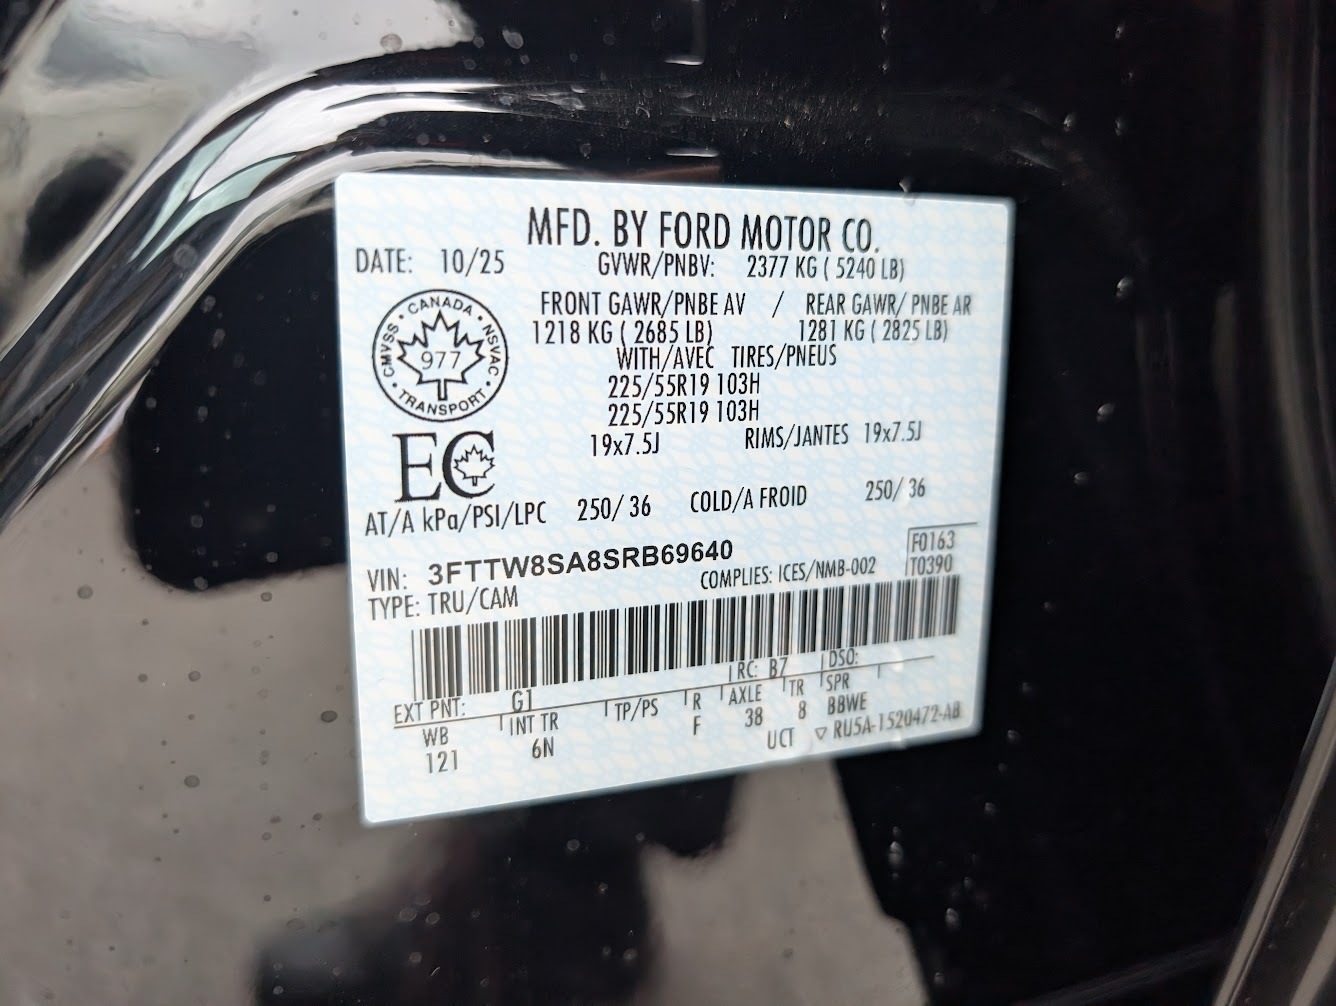 MFD. BY FORD MOTOR CO.
DATE: 10/25 GVWR/PNBV: 2377 KG ( 5240 LB)
FRONT GAWR/PNBE AV / REAR GAWR/ PNBE AR
1218 KG ( 2685 LB) 1281 KG ( 2825 LB)
WITH/AVEC TIRES/PNEUS
225/55R19 103H
225/55R19 103H
19x7.5J RIMS/JANTES 19x7.5J
CANADA · NSVAC · TRANSPORT · CMVSS ·
977
EC
AT/A kPa/PSI/LPC 250/ 36 COLD/A FROID 250/ 36
VIN: 3FTTW8SA8SRB69640
F0163
T0390
TYPE: TRU/CAM COMPLIES: ICES/NMB-002
RC: B7 DSO:
EXT PNT: G1
WB INT TR TP/PS R AXLE TR SPR
121 6N F 38 8 BBWE
UCT ▽ RU5A-1520472-AB